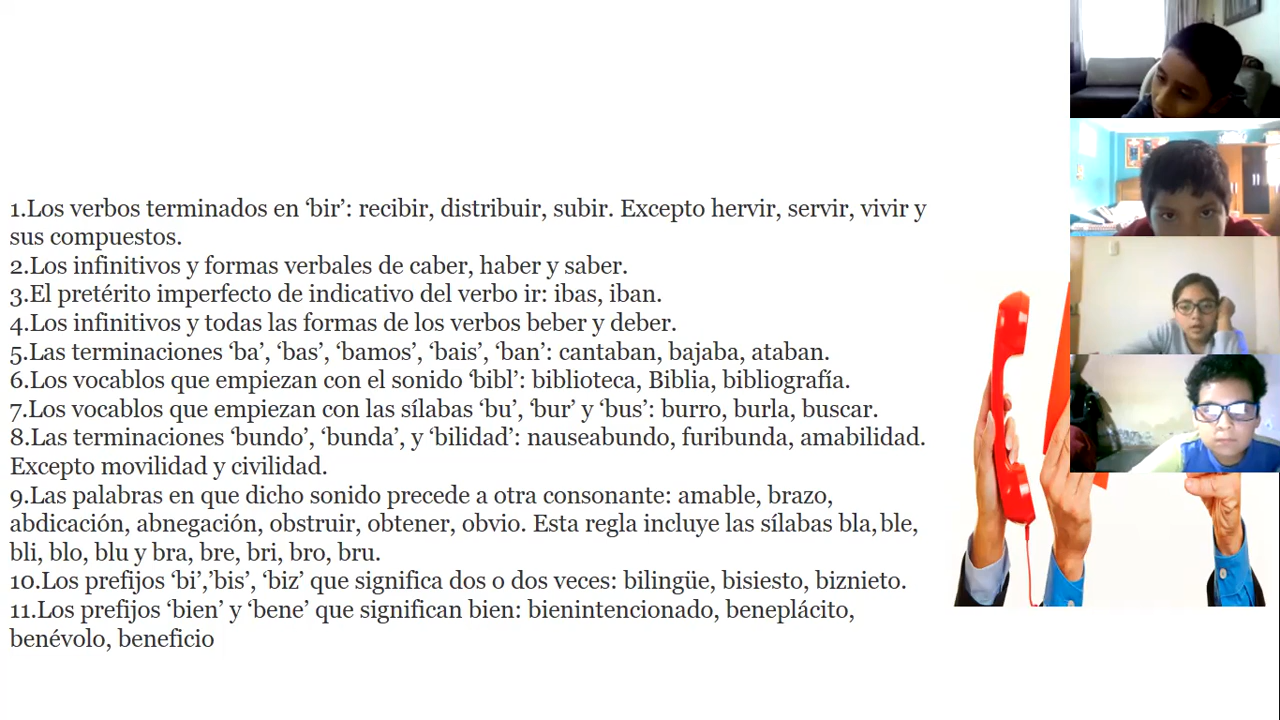 1.Los verbos terminados en ‘bir’: recibir, distribuir, subir. Excepto hervir, servir, vivir y
sus compuestos.
2.Los infinitivos y formas verbales de caber, haber y saber.
3.El pretérito imperfecto de indicativo del verbo ir: ibas, iban.
4.Los infinitivos y todas las formas de los verbos beber y deber.
5.Las terminaciones ‘ba’, ‘bas’, ‘bamos’, ‘bais’, ‘ban’: cantaban, bajaba, ataban.
6.Los vocablos que empiezan con el sonido ‘bibl’: biblioteca, Biblia, bibliografía.
7.Los vocablos que empiezan con las sílabas ‘bu’, ‘bur’ y ‘bus’: burro, burla, buscar.
8.Las terminaciones ‘bundo’, ‘bunda’, y ‘bilidad’: nauseabundo, furibunda, amabilidad.
Excepto movilidad y civilidad.
9.Las palabras en que dicho sonido precede a otra consonante: amable, brazo,
abdicación, abnegación, obstruir, obtener, obvio. Esta regla incluye las sílabas bla, ble,
bli, blo, blu y bra, bre, bri, bro, bru.
10.Los prefijos ‘bi’,’bis’, ‘biz’ que significa dos o dos veces: bilingüe, bisiesto, biznieto.
11.Los prefijos ‘bien’ y ‘bene’ que significan bien: bienintencionado, beneplácito,
benévolo, beneficio